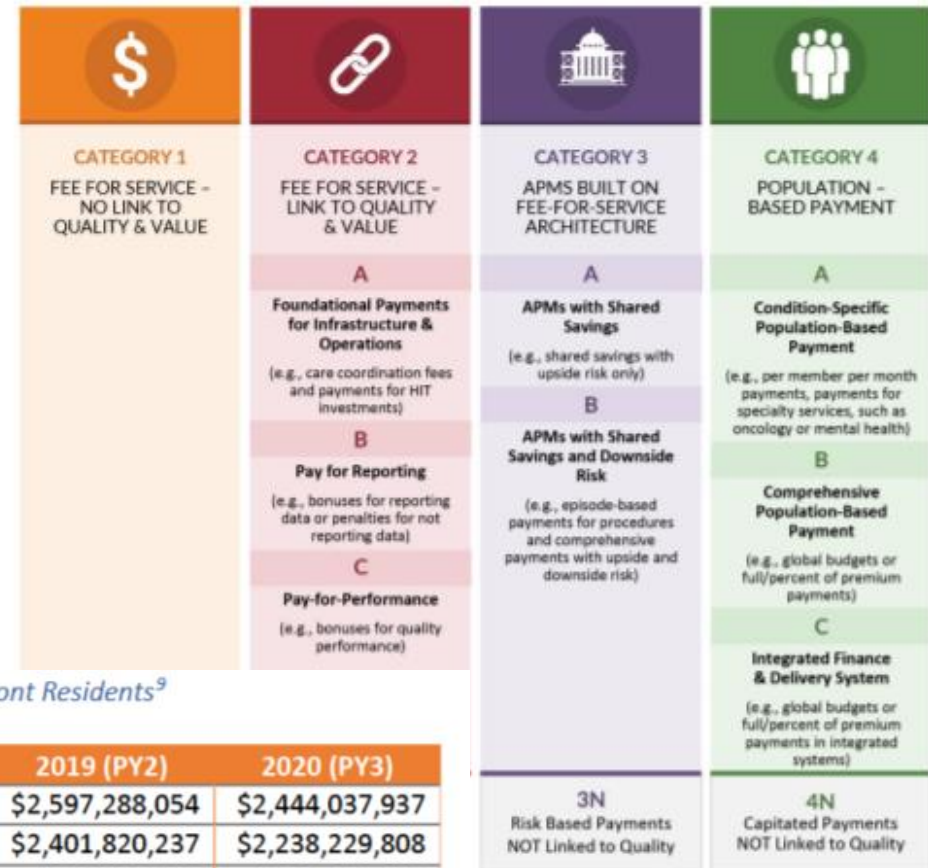 $
CATEGORY 1
FEE FOR SERVICE –
NO LINK TO
QUALITY & VALUE
CATEGORY 2
FEE FOR SERVICE –
LINK TO QUALITY
& VALUE
A
Foundational Payments
for Infrastructure &
Operations
(e.g., care coordination fees
and payments for HIT
investments)
B
Pay for Reporting
(e.g., bonuses for reporting
data or penalties for not
reporting data)
C
Pay-for-Performance
(e.g., bonuses for quality
performance)
CATEGORY 3
APMS BUILT ON
FEE-FOR-SERVICE
ARCHITECTURE
A
APMs with Shared
Savings
(e.g., shared savings with
upside risk only)
B
APMs with Shared
Savings and Downside
Risk
(e.g., episode-based
payments for procedures
and comprehensive
payments with upside and
downside risk)
3N
Risk Based Payments
NOT Linked to Quality
CATEGORY 4
POPULATION –
BASED PAYMENT
A
Condition-Specific
Population-Based
Payment
(e.g., per member per month
payments, payments for
specialty services, such as
oncology or mental health)
B
Comprehensive
Population-Based
Payment
(e.g., global budgets or
full/percent of premium
payments)
C
Integrated Finance
& Delivery System
(e.g., global budgets or
full/percent of premium
payments in integrated
systems)
4N
Capitated Payments
NOT Linked to Quality
ont Residents⁹
2019 (PY2) 2020 (PY3)
$2,597,288,054 $2,444,037,937
$2,401,820,237 $2,238,229,808